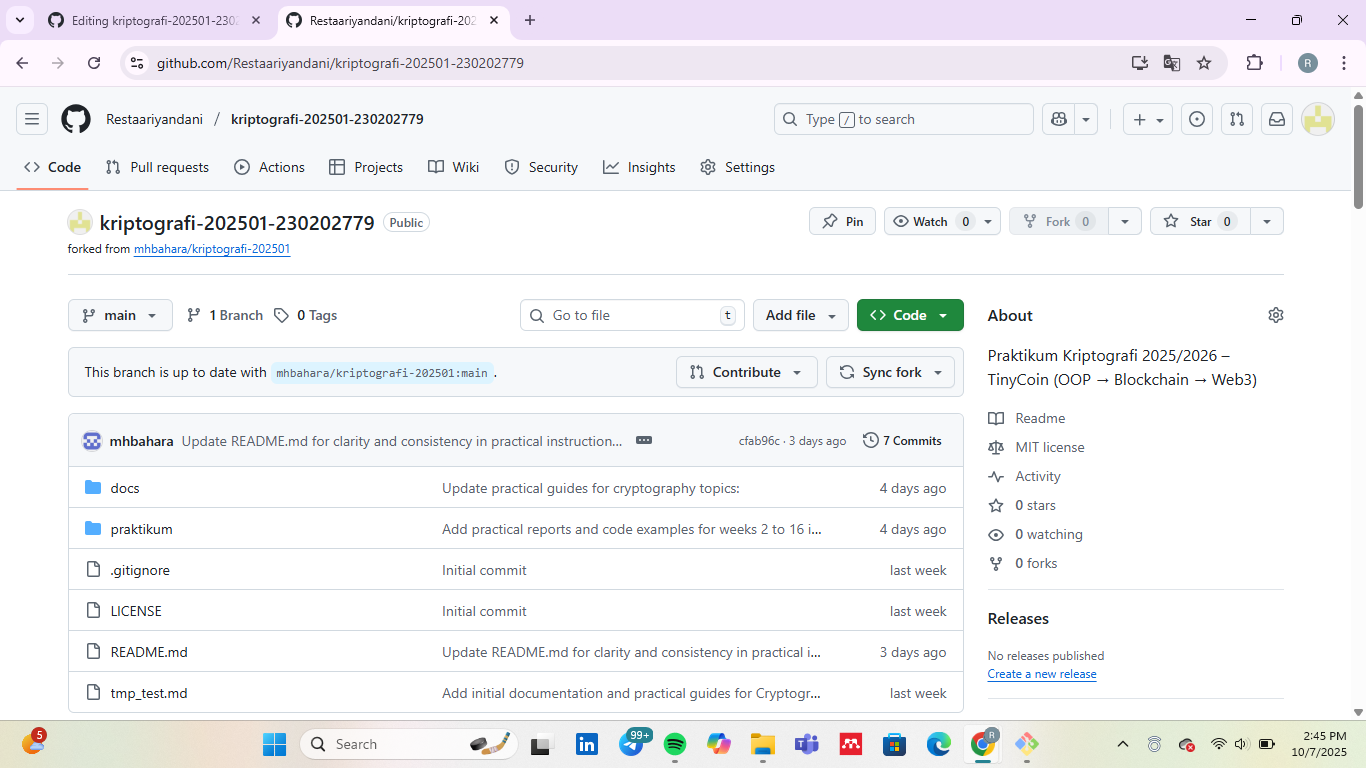 Editing kriptografi-202501-230
Restaariyandani/kriptografi-202
github.com/Restaariyandani/kriptografi-202501-230202779
R
Restaariyandani / kriptografi-202501-230202779
Type / to search
Code
Pull requests
Actions
Projects
Wiki
Security
Insights
Settings
kriptografi-202501-230202779 Public
forked from mhbahara/kriptografi-202501
Pin
Watch 0
Fork 0
Star 0
main
1 Branch
0 Tags
Go to file t
Add file
Code
This branch is up to date with mhbahara/kriptografi-202501:main .
Contribute
Sync fork
mhbahara Update README.md for clarity and consistency in practical instruction... cfab96c · 3 days ago 7 Commits
docs Update practical guides for cryptography topics: 4 days ago
praktikum Add practical reports and code examples for weeks 2 to 16 i... 4 days ago
.gitignore Initial commit last week
LICENSE Initial commit last week
README.md Update README.md for clarity and consistency in practical i... 3 days ago
tmp_test.md Add initial documentation and practical guides for Cryptogr... last week
About
Praktikum Kriptografi 2025/2026 –
TinyCoin (OOP → Blockchain → Web3)
Readme
MIT license
Activity
0 stars
0 watching
0 forks
Releases
No releases published
Create a new release
5
Search
99+
R
2:45 PM
10/7/2025